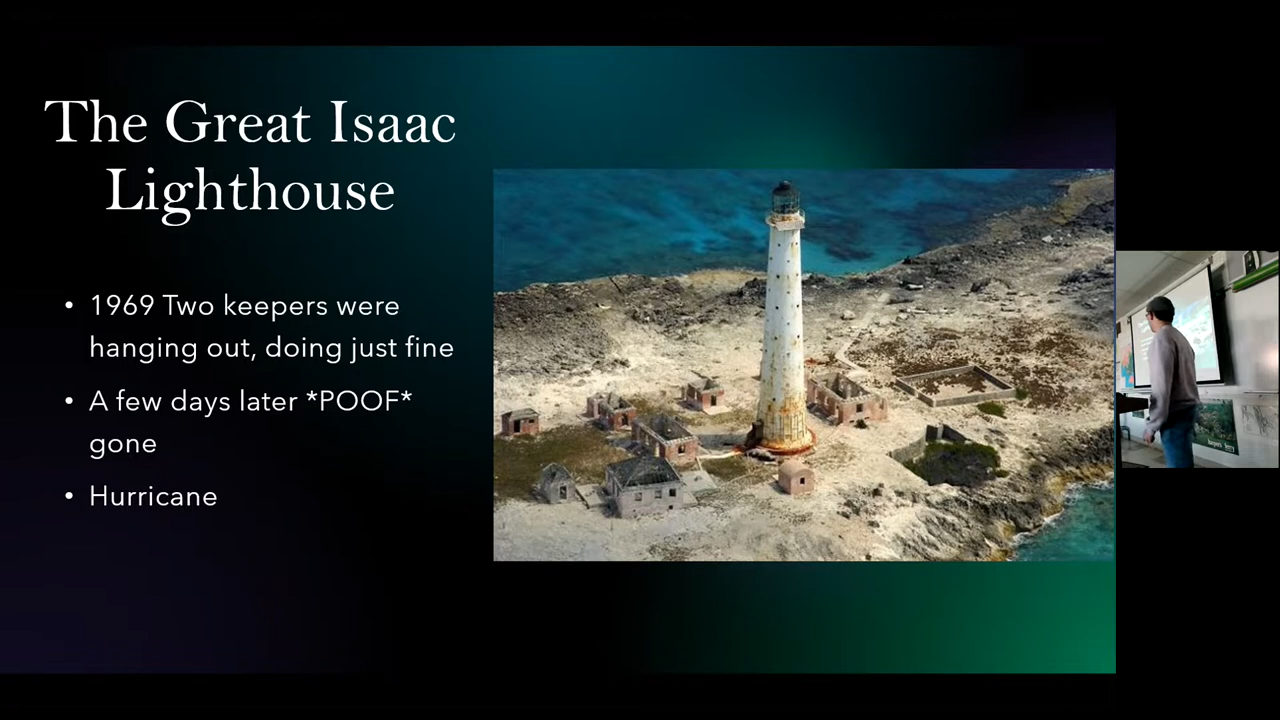 The Great Isaac
Lighthouse
• 1969 Two keepers were
hanging out, doing just fine
• A few days later *POOF*
gone
• Hurricane